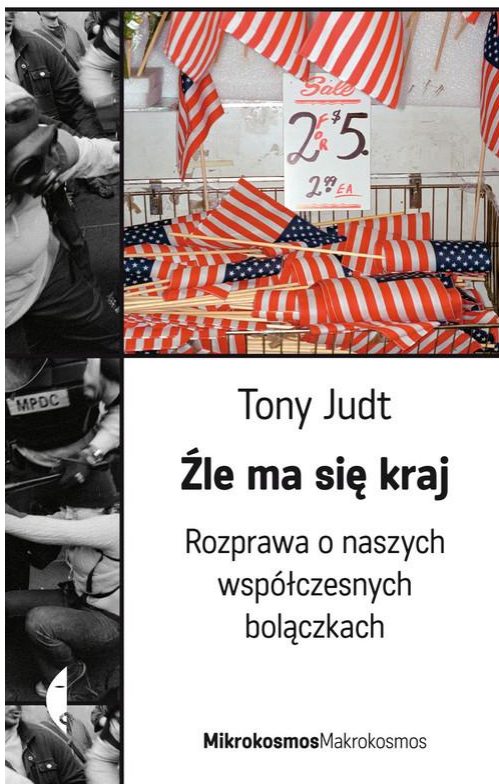 Sale
2 FOR $5.
2.99 EA
MPDC
Tony Judt
Źle ma się kraj
Rozprawa o naszych
współczesnych
bolączkach
MikrokosmosMakrokosmos